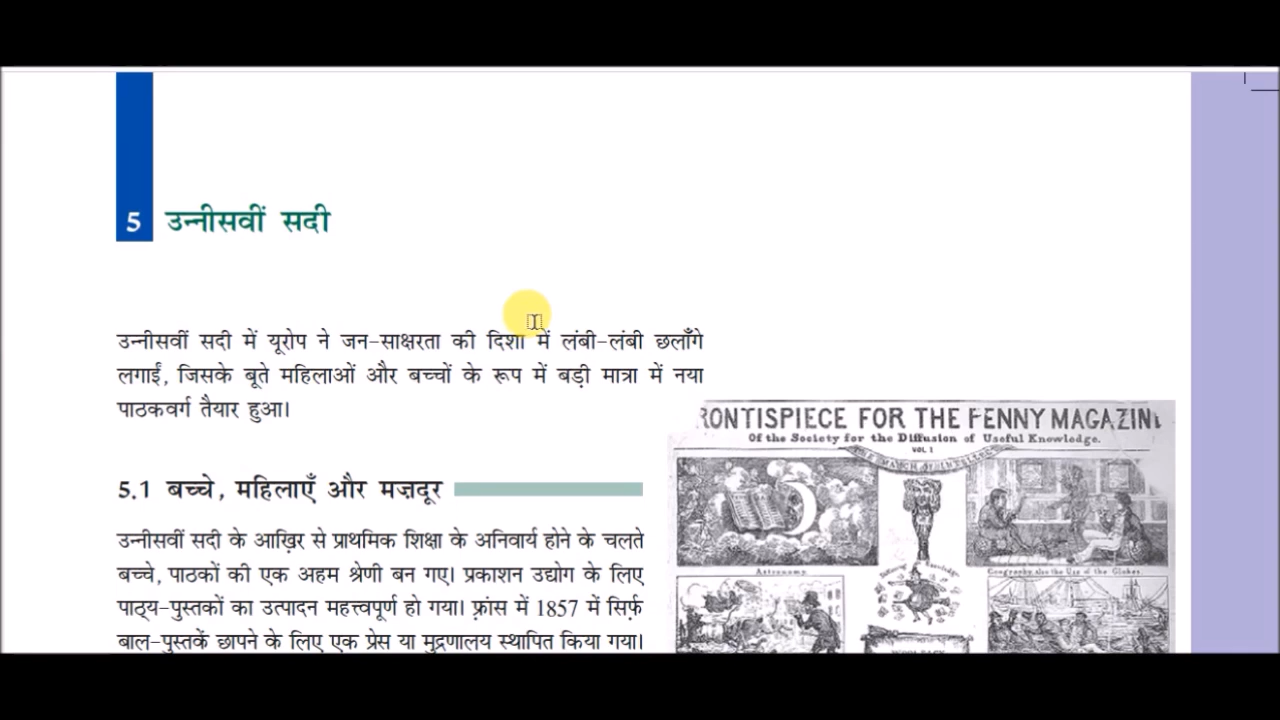 5 उन्नीसवीं सदी
उन्नीसवीं सदी में यूरोप ने जन-साक्षरता की दिशा में लंबी-लंबी छलाँगे
लगाईं, जिसके बूते महिलाओं और बच्चों के रूप में बड़ी मात्रा में नया
पाठकवर्ग तैयार हुआ।
5.1 बच्चे, महिलाएँ और मज़दूर
उन्नीसवीं सदी के आख़िर से प्राथमिक शिक्षा के अनिवार्य होने के चलते
बच्चे, पाठकों की एक अहम श्रेणी बन गए। प्रकाशन उद्योग के लिए
पाठ्य-पुस्तकों का उत्पादन महत्त्वपूर्ण हो गया। फ़्रांस में 1857 में सिर्फ़
बाल-पुस्तकें छापने के लिए एक प्रेस या मुद्रणालय स्थापित किया गया।
RONTISPIECE FOR THE PENNY MAGAZIN
Of the Society for the Diffusion of Useful Knowledge.
VOL I
Astronomy.
Geography, also the Use of the Globes